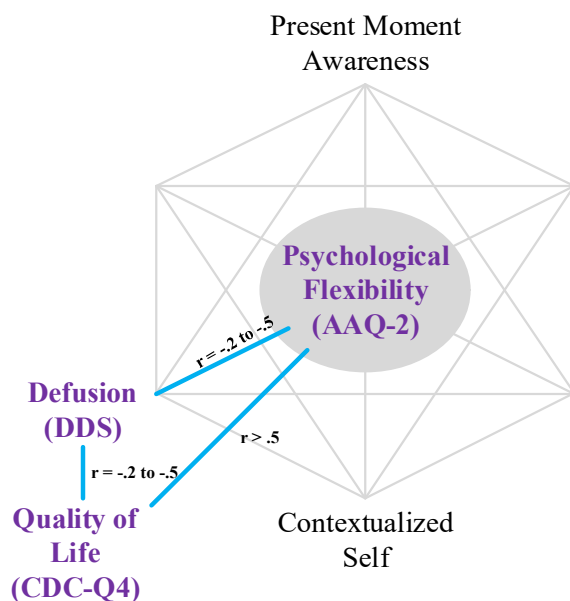 Present Moment
Awareness
Psychological
Flexibility
(AAQ-2)
r = -.2 to -.5
Defusion
(DDS)
r > .5
r = -.2 to -.5
Quality of
Life
(CDC-Q4)
Contextualized
Self